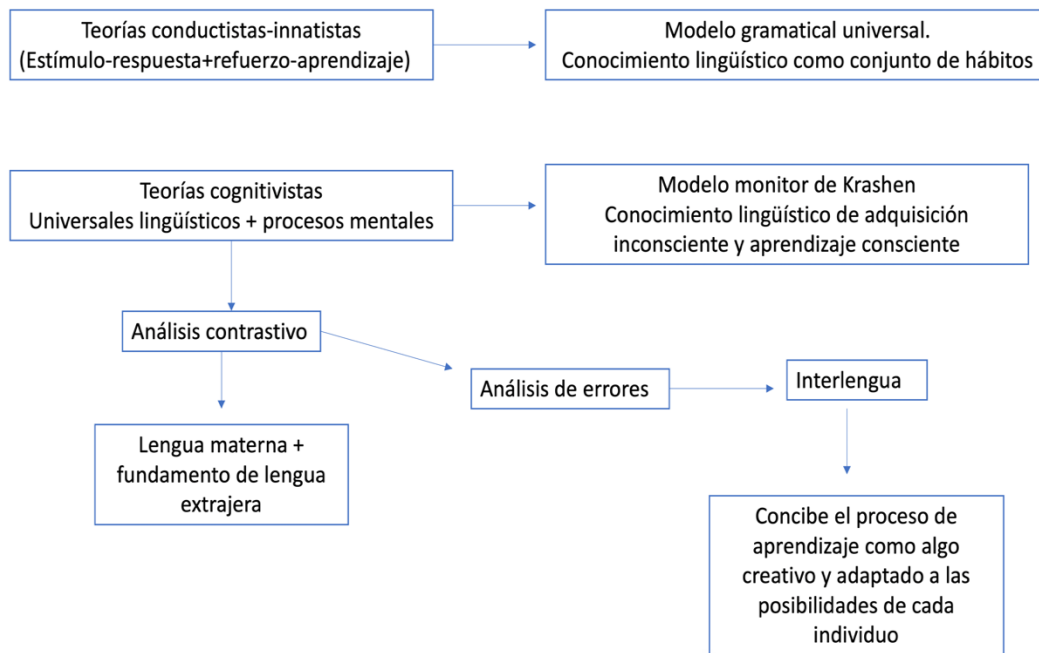 Teorías conductistas-innatistas
(Estímulo-respuesta+refuerzo-aprendizaje)
Modelo gramatical universal.
Conocimiento lingüístico como conjunto de hábitos
Teorías cognitivistas
Universales lingüísticos + procesos mentales
Modelo monitor de Krashen
Conocimiento lingüístico de adquisición
inconsciente y aprendizaje consciente
Análisis contrastivo
Análisis de errores
Interlengua
Lengua materna +
fundamento de lengua
extrajera
Concibe el proceso de
aprendizaje como algo
creativo y adaptado a las
posibilidades de cada
individuo